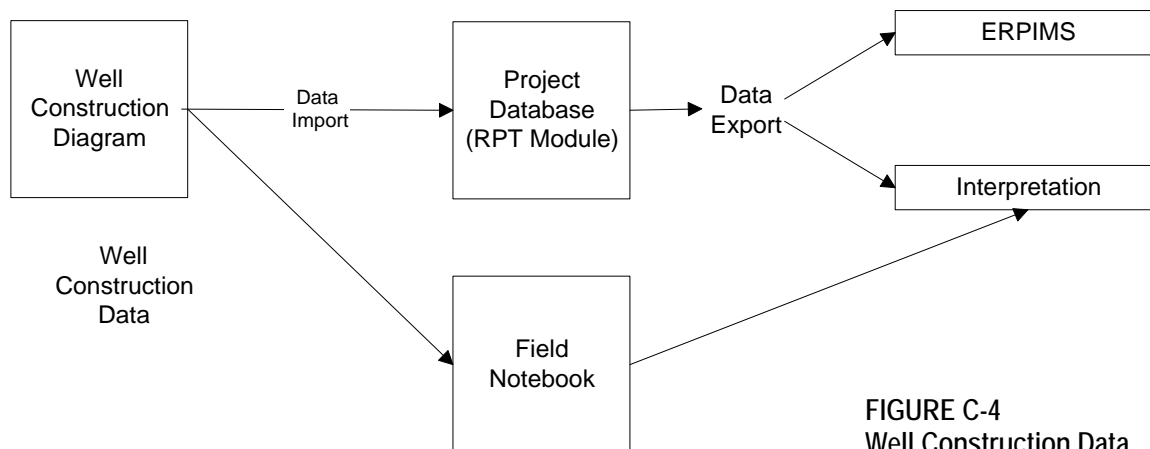 Well
Construction
Diagram
Data
Import
Project
Database
(RPT Module)
Data
Export
ERPIMS
Interpretation
Well
Construction
Data
Field
Notebook
FIGURE C-4
Well Construction Data